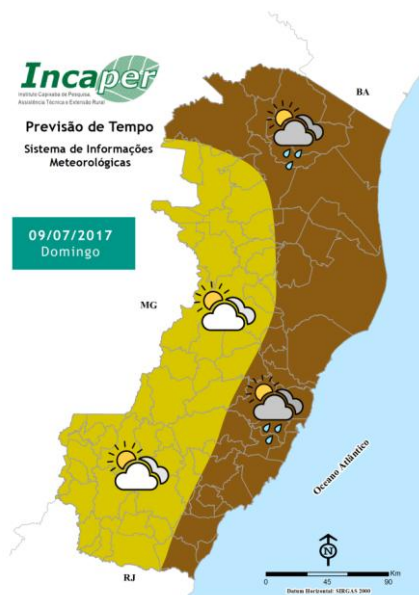 Incaper
Instituto Capixaba de Pesquisa,
Assistência Técnica e Extensão Rural
Previsão de Tempo
Sistema de Informações
Meteorológicas
09/07/2017
Domingo
BA
MG
RJ
Oceano Atlântico
N
Km
0 45 90
Datum Horizontal: SIRGAS 2000